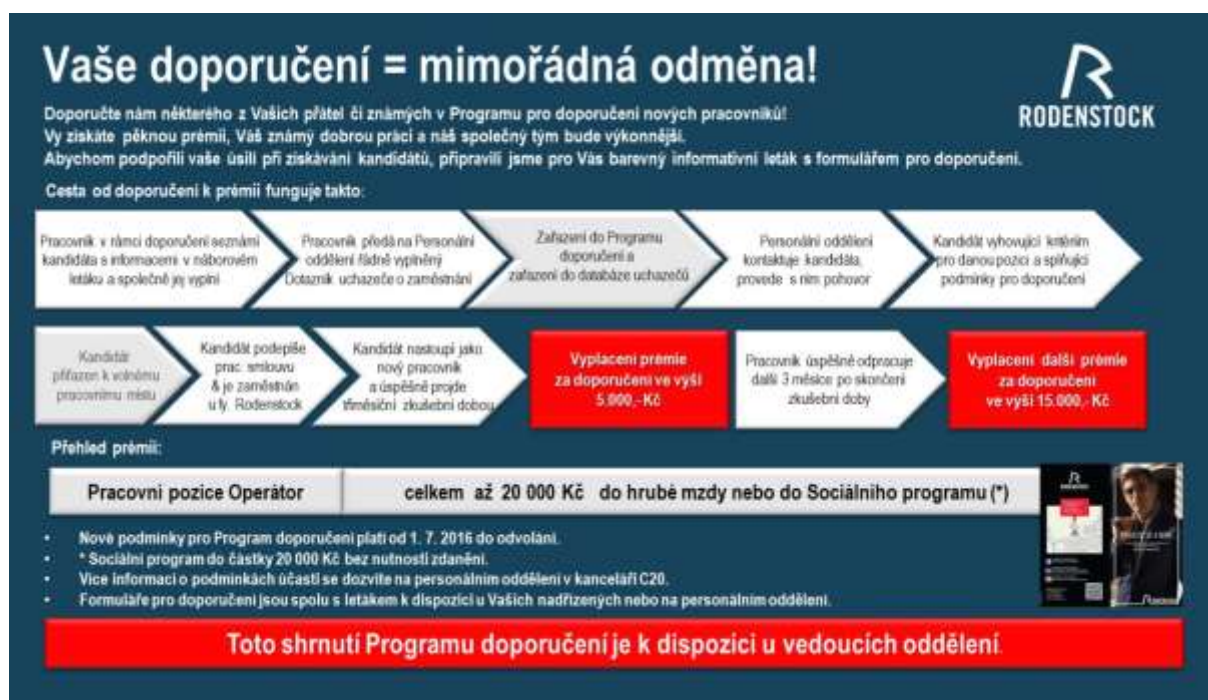 Vaše doporučení = mimořádná odměna!
RODENSTOCK
Doporučte nám některého z Vašich přátel či známých v Programu pro doporučení nových pracovníků!
Vy získáte pěknou prémii, Váš známý dobrou práci a náš společný tým bude výkonnější.
Abychom podpořili vaše úsilí při získávání kandidátů, připravili jsme pro Vás barevný informativní leták s formulářem pro doporučení.
Cesta od doporučení k prémii funguje takto:
Pracovník v rámci doporučení seznámí
kandidáta s informacemi v náborovém
letáku a společně jej vyplní
Pracovník předá na Personální
oddělení řádně vyplněný
Dotazník uchazeče o zaměstnání
Zařazení do Programu
doporučení a
zařazení do databáze uchazečů
Personální oddělení
kontaktuje kandidáta,
provede s ním pohovor
Kandidát vyhovující kritériím
pro danou pozici a splňující
podmínky pro doporučení
Kandidát
přiřazen k volnému
pracovnímu místu
Kandidát podepíše
prac. smlouvu
& je zaměstnán
u fy. Rodenstock
Kandidát nastoupí jako
nový pracovník
a úspěšně projde
tříměsíční zkušební dobou
Vyplacení prémie
za doporučení ve výši
5.000,- Kč
Pracovník úspěšně odpracuje
další 3 měsíce po skončení
zkušební doby
Vyplacení další prémie
za doporučení
ve výši 15.000,- Kč
Přehled prémií:
Pracovní pozice Operátor
celkem až 20 000 Kč do hrubé mzdy nebo do Sociálního programu (*)
• Nové podmínky pro Program doporučení platí od 1. 7. 2016 do odvolání.
• * Sociální program do částky 20 000 Kč bez nutnosti zdanění.
• Více informací o podmínkách účasti se dozvíte na personálním oddělení v kanceláři C20.
• Formuláře pro doporučení jsou spolu s letákem k dispozici u Vašich nadřízených nebo na personálním oddělení.
Toto shrnutí Programu doporučení je k dispozici u vedoucích oddělení.